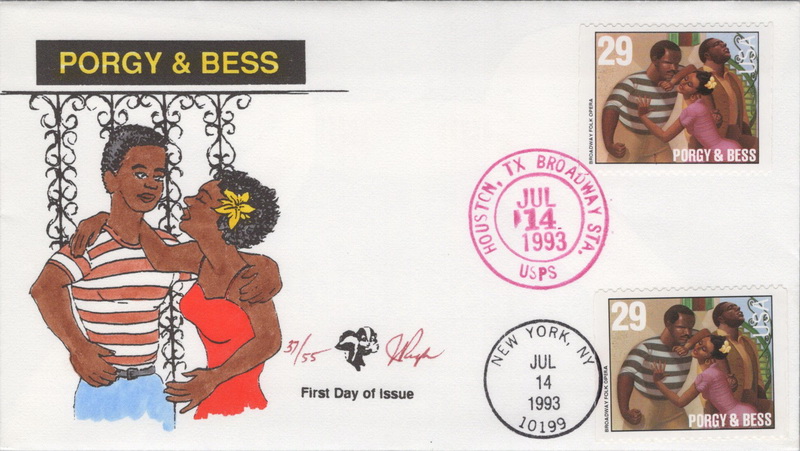 PORGY & BESS
29
USA
BROADWAY FOLK OPERA
PORGY & BESS
HOUSTON, TX BROADWAY STA.
JUL
14
1993
USPS
29
USA
BROADWAY FOLK OPERA
PORGY & BESS
NEW YORK, NY
JUL
14
1993
10199
37/55
First Day of Issue